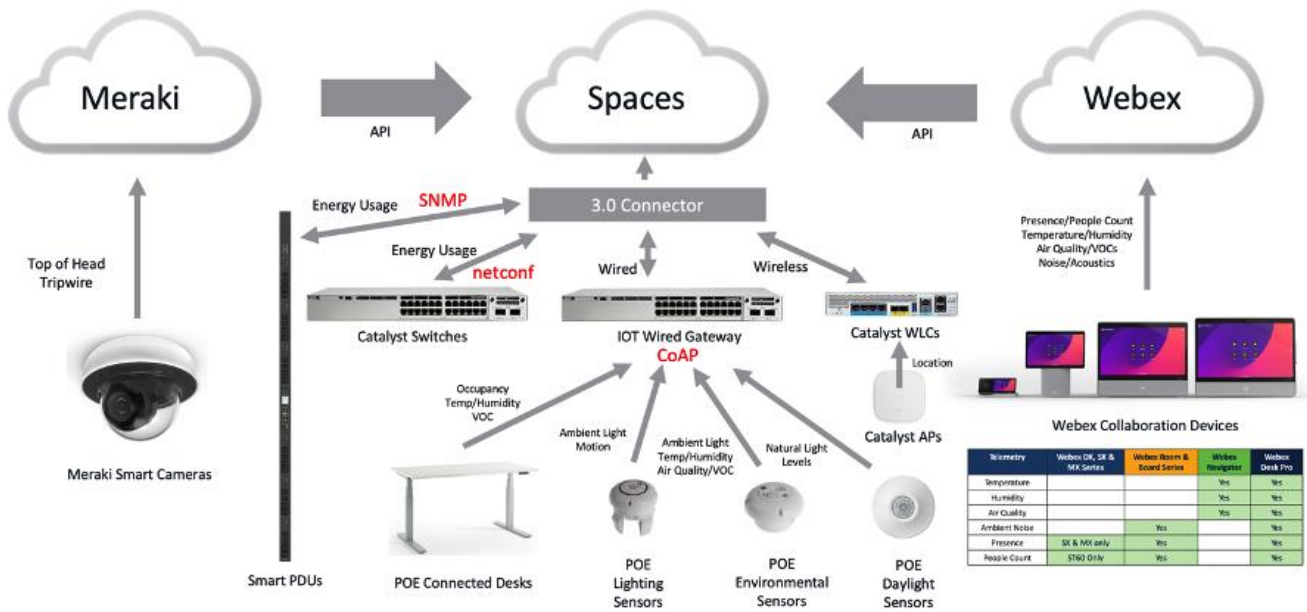 Meraki
Spaces
Webex
API
API
Energy Usage
SNMP
3.0 Connector
Energy Usage
netconf
Wired
Wireless
Top of Head
Tripwire
Presence/People Count
Temperature/Humidity
Air Quality/VOCs
Noise/Acoustics
Catalyst Switches
IOT Wired Gateway
CoAP
Catalyst WLCs
Location
Occupancy
Temp/Humidity
VOC
Ambient Light
Motion
Ambient Light
Temp/Humidity
Air Quality/VOC
Natural Light
Levels
Catalyst APs
Meraki Smart Cameras
Smart PDUs
POE Connected Desks
POE
Lighting
Sensors
POE
Environmental
Sensors
POE
Daylight
Sensors
Webex Collaboration Devices
Telemetry Webex DX, SX & MX Series Webex Room & Board Series Webex Navigator Webex Desk Pro
Temperature Yes Yes
Humidity Yes Yes
Air Quality Yes Yes
Ambient Noise Yes Yes
Presence SX & MX only Yes Yes
People Count Only Yes Yes